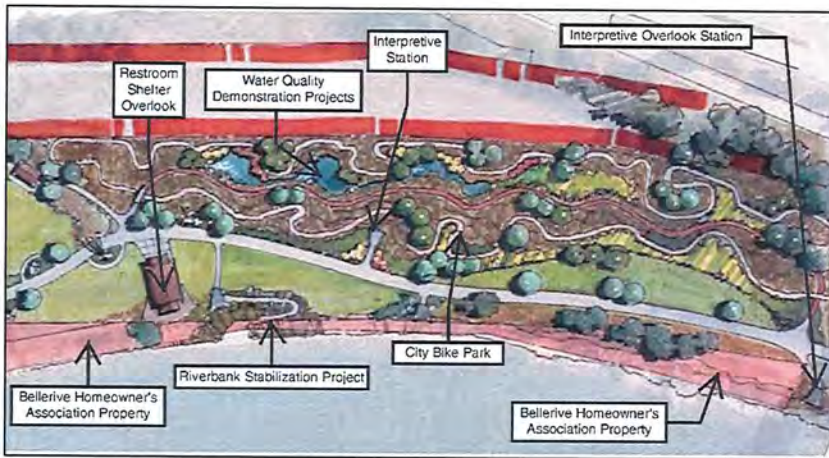 Interpretive Overlook Station
Interpretive
Station
Restroom
Shelter
Overlook
Water Quality
Demonstration Projects
City Bike Park
Riverbank Stabilization Project
Bellerive Homeowner's
Association Property
Bellerive Homeowner's
Association Property